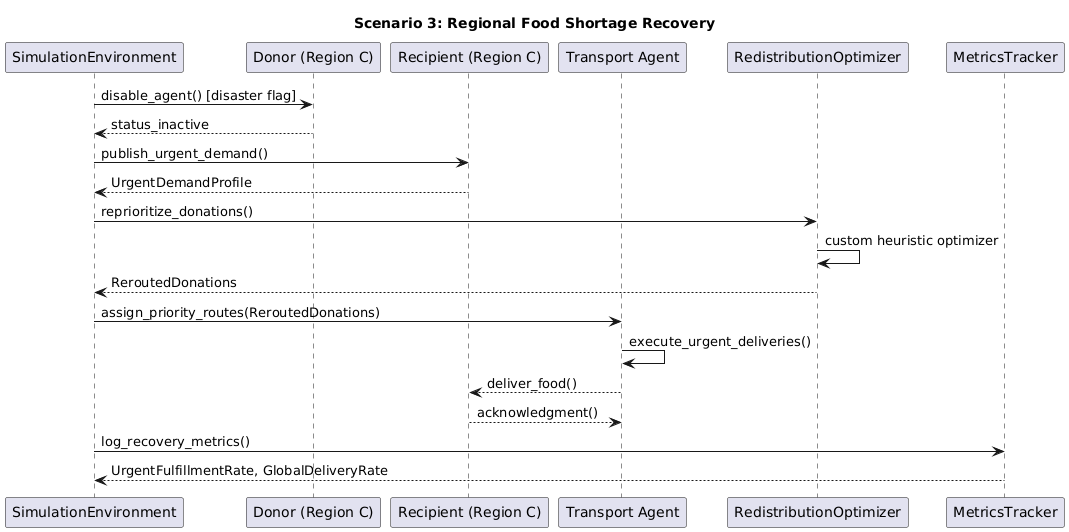 Scenario 3: Regional Food Shortage Recovery
SimulationEnvironment
Donor (Region C)
Recipient (Region C)
Transport Agent
RedistributionOptimizer
MetricsTracker
disable_agent() [disaster flag]
status_inactive
publish_urgent_demand()
UrgentDemandProfile
reprioritize_donations()
custom heuristic optimizer
ReroutedDonations
assign_priority_routes(ReroutedDonations)
execute_urgent_deliveries()
deliver_food()
acknowledgment()
log_recovery_metrics()
UrgentFulfillmentRate, GlobalDeliveryRate
SimulationEnvironment
Donor (Region C)
Recipient (Region C)
Transport Agent
RedistributionOptimizer
MetricsTracker